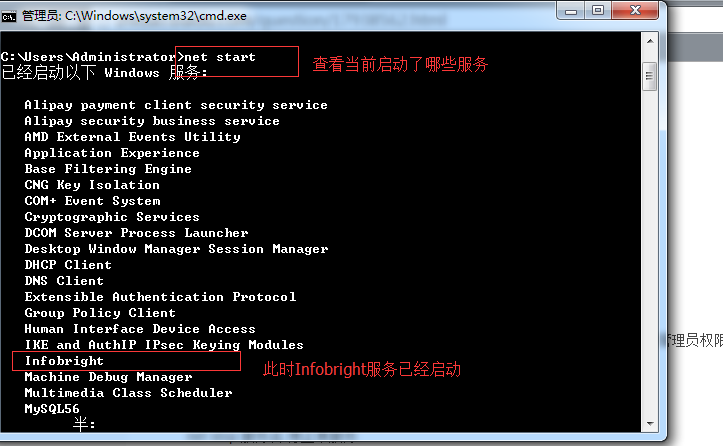 管理员: C:\Windows\system32\cmd.exe
C:\Users\Administrator>net start
查看当前启动了哪些服务
已经启动以下 Windows 服务:
Alipay payment client security service
Alipay security business service
AMD External Events Utility
Application Experience
Base Filtering Engine
CNG Key Isolation
COM+ Event System
Cryptographic Services
DCOM Server Process Launcher
Desktop Window Manager Session Manager
DHCP Client
DNS Client
Extensible Authentication Protocol
Group Policy Client
Human Interface Device Access
管理员权限
IKE and AuthIP IPsec Keying Modules
Infobright
此时Infobright服务已经启动
Machine Debug Manager
Multimedia Class Scheduler
MySQL56
半: